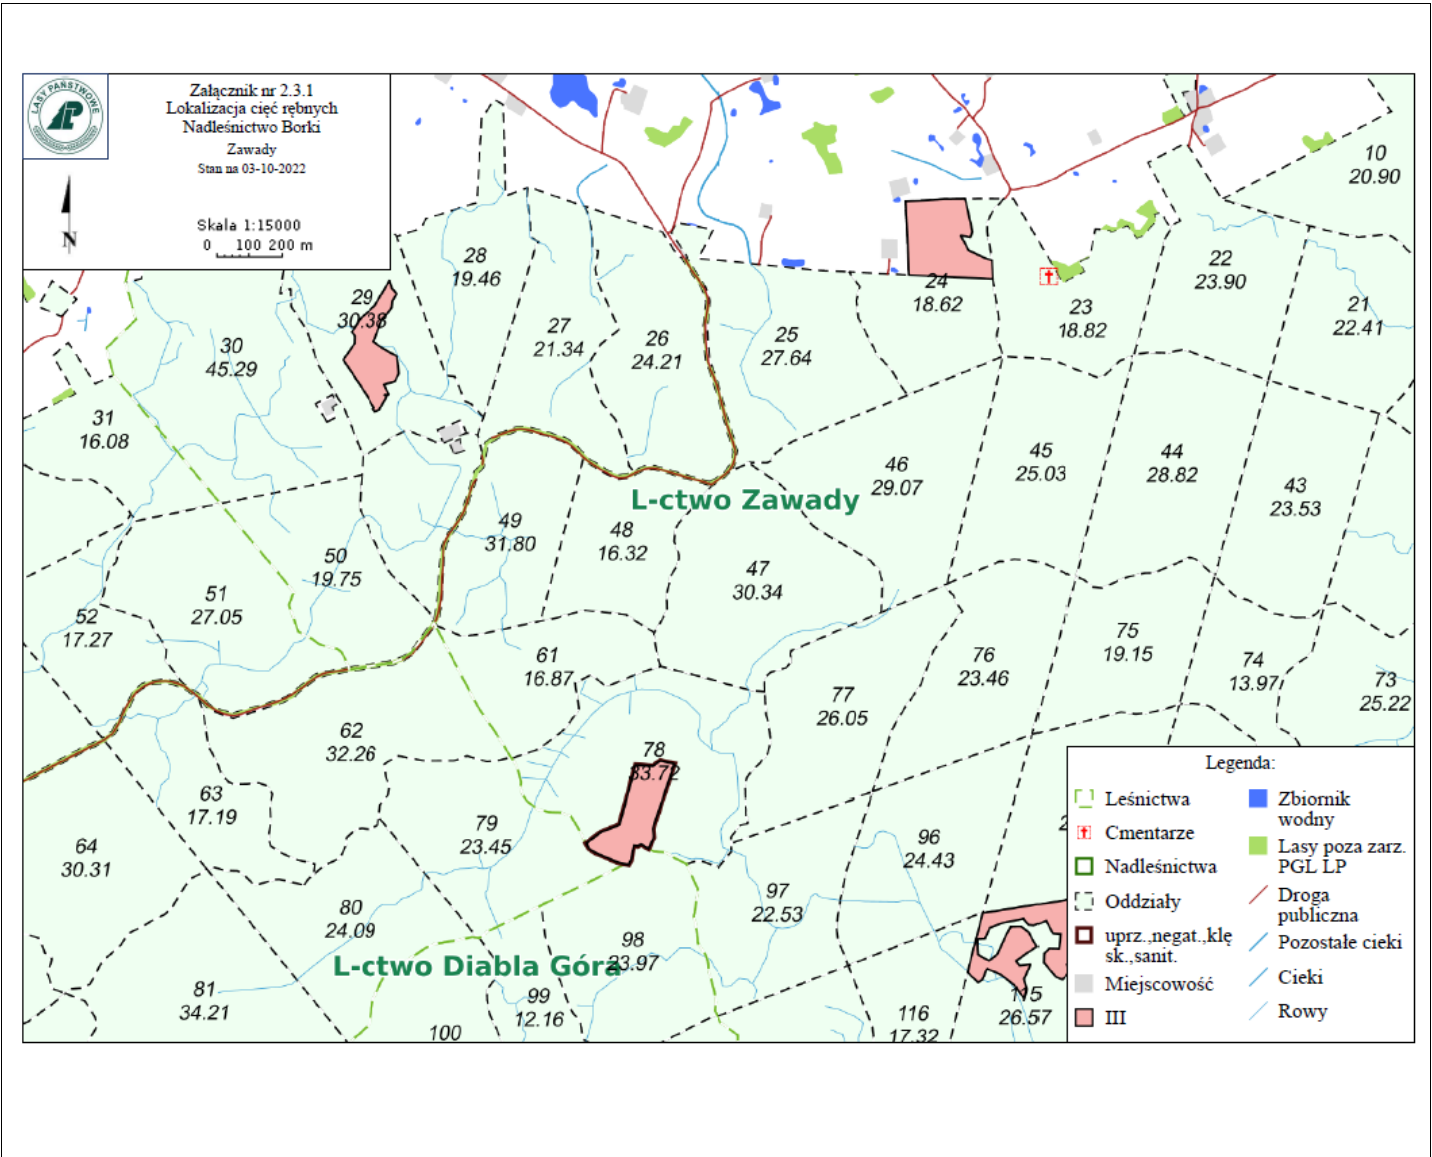 LASY PAŃSTWOWE
Załącznik nr 2.3.1
Lokalizacja cięć rębnych
Nadleśnictwo Borki
Zawady
Stan na 03-10-2022
N
Skala 1:15000
0 100 200 m
10
20.90
28
19.46
22
23.90
24
18.62
29
30.38
23
18.82
21
22.41
27
21.34
26
24.21
25
27.64
30
45.29
31
16.08
46
29.07
45
25.03
44
28.82
43
23.53
L-ctwo Zawady
49
31.80
48
16.32
50
19.75
47
30.34
51
27.05
52
17.27
61
16.87
76
23.46
75
19.15
74
13.97
73
25.22
77
26.05
62
32.26
78
33.72
63
17.19
79
23.45
64
30.31
96
24.43
2
97
22.53
80
24.09
98
23.97
L-ctwo Diabla Góra
81
34.21
99
12.16
100
116
17.32
115
26.57
Legenda:
Leśnictwa
Cmentarze
Nadleśnictwa
Oddziały
uprz.,negat.,klę
sk.,sanit.
Miejscowość
III
Zbiornik
wodny
Lasy poza zarz.
PGL LP
Droga
publiczna
Pozostałe cieki
Cieki
Rowy